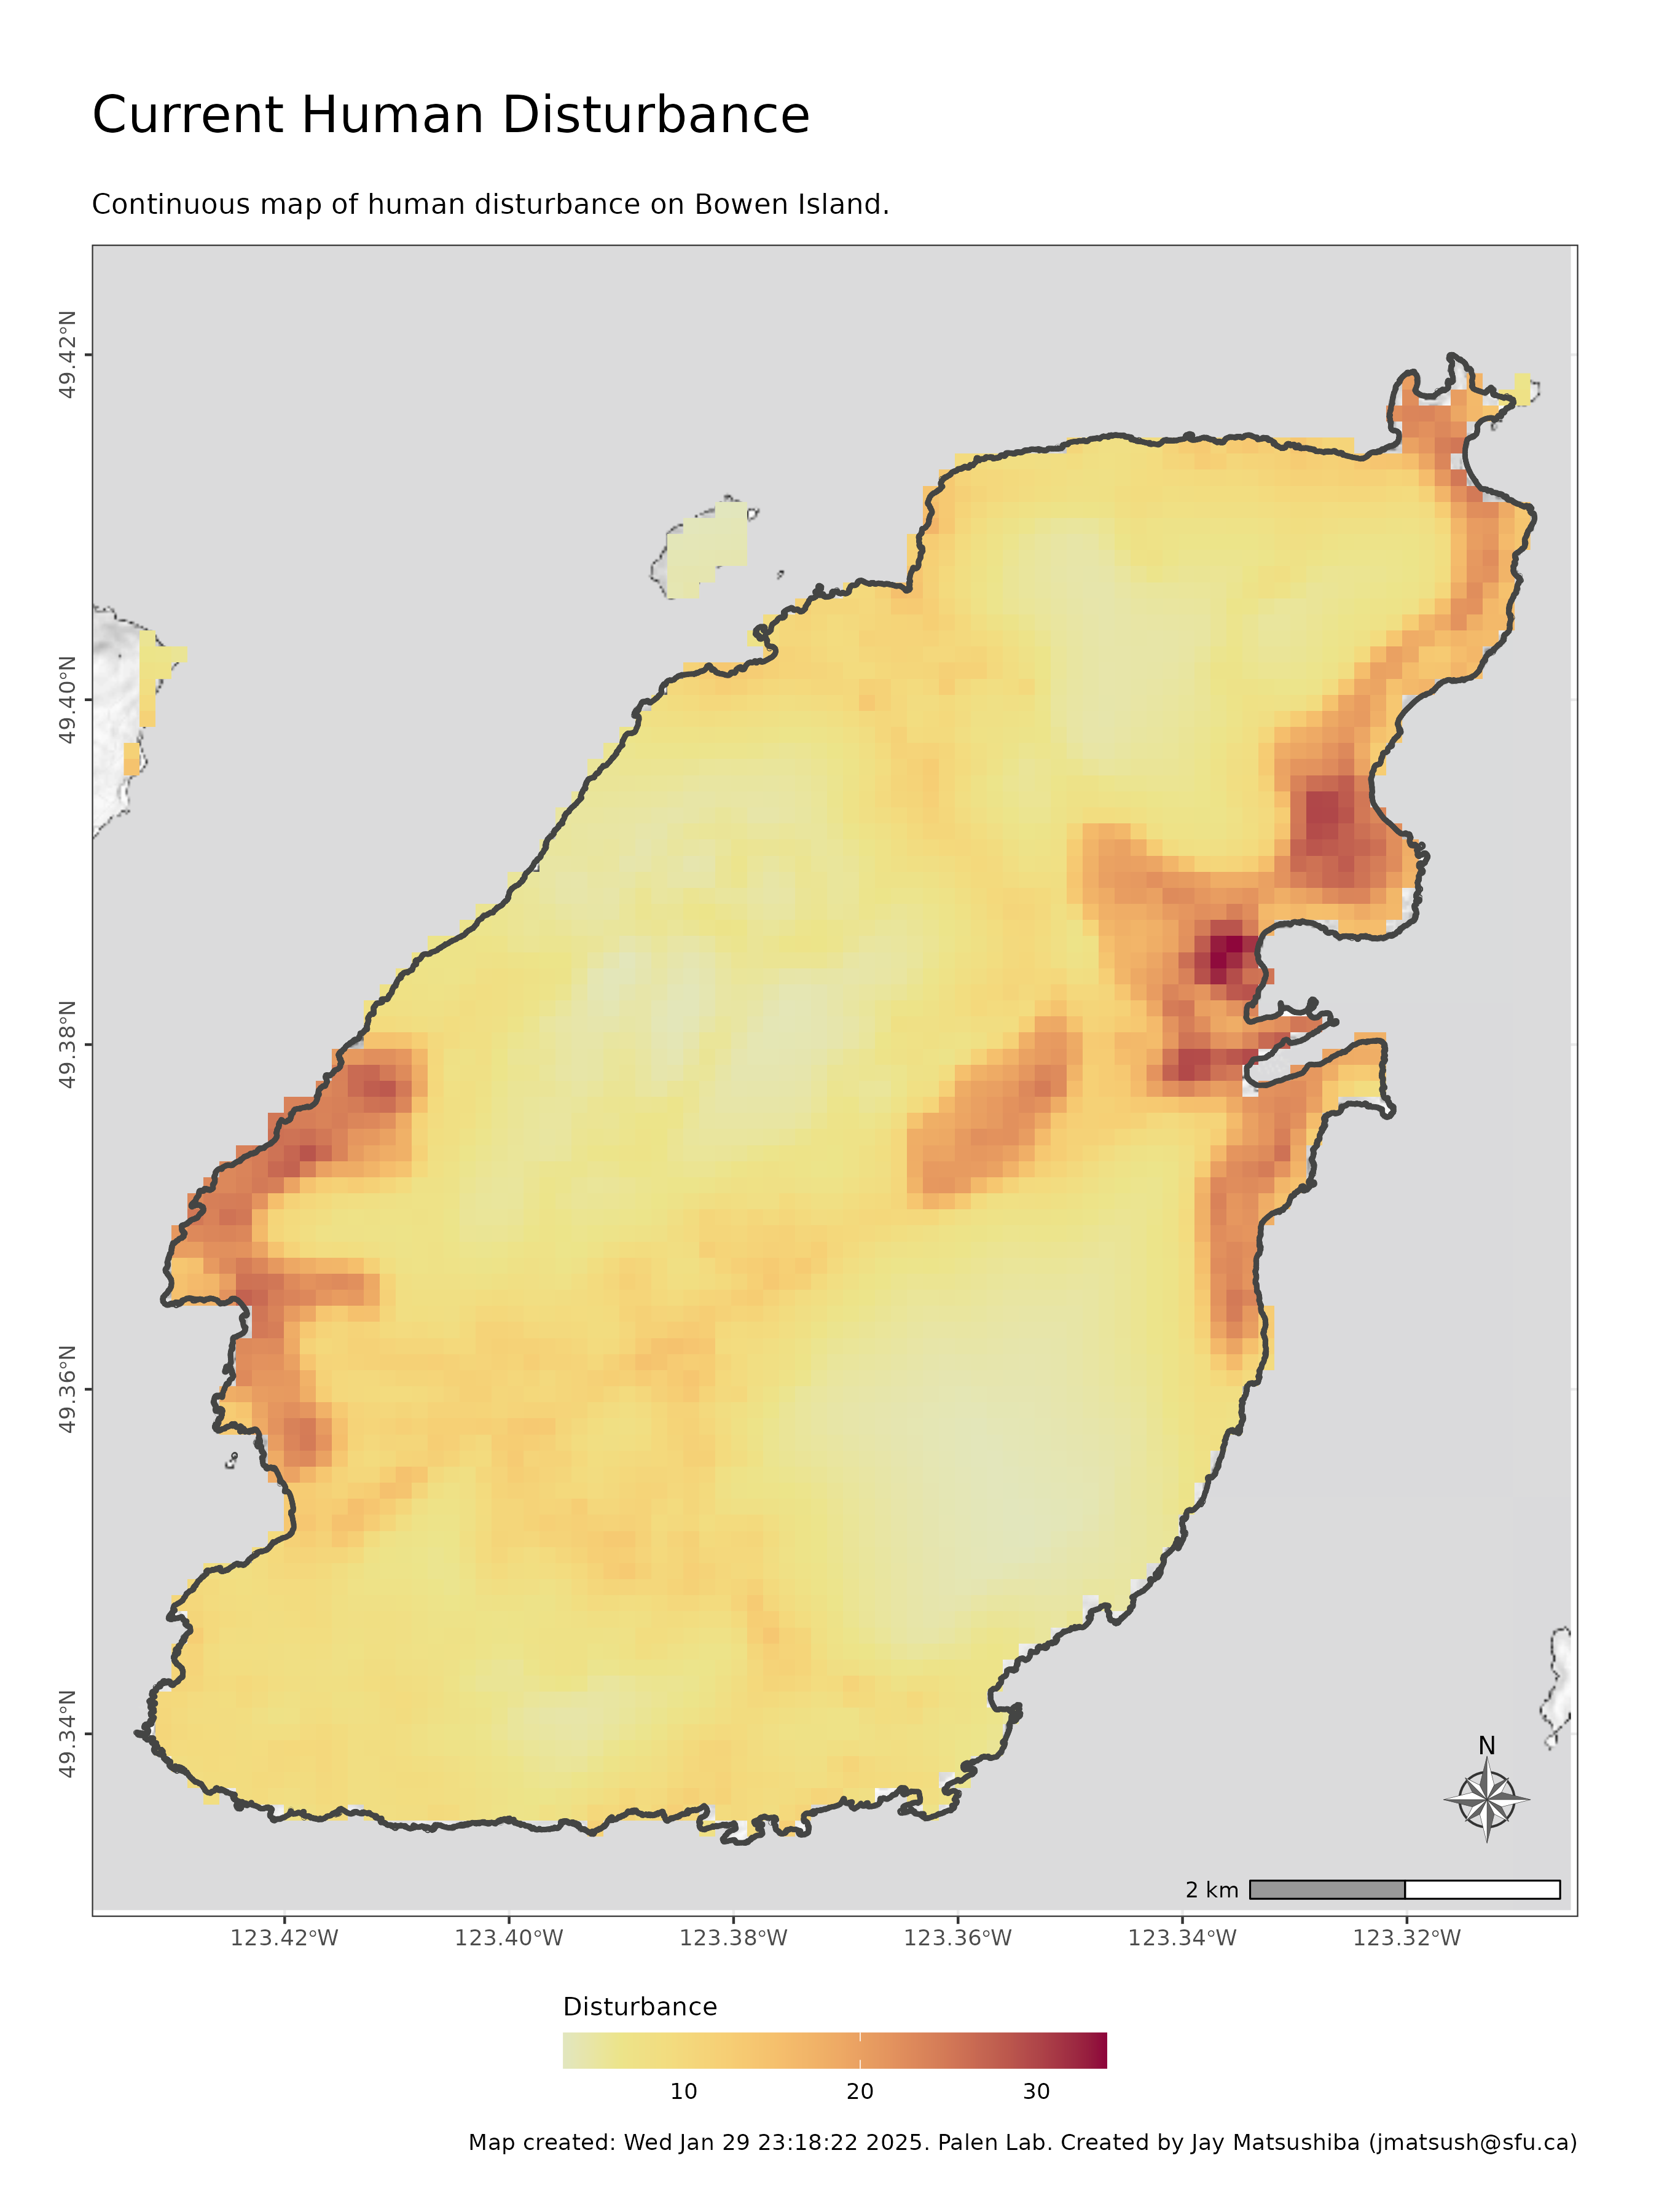 Current Human Disturbance
Continuous map of human disturbance on Bowen Island.
49.42°N
49.40°N
49.38°N
49.36°N
49.34°N
N
2 km
123.42°W 123.40°W 123.38°W 123.36°W 123.34°W 123.32°W
Disturbance
10 20 30
Map created: Wed Jan 29 23:18:22 2025. Palen Lab. Created by Jay Matsushiba (jmatsush@sfu.ca)